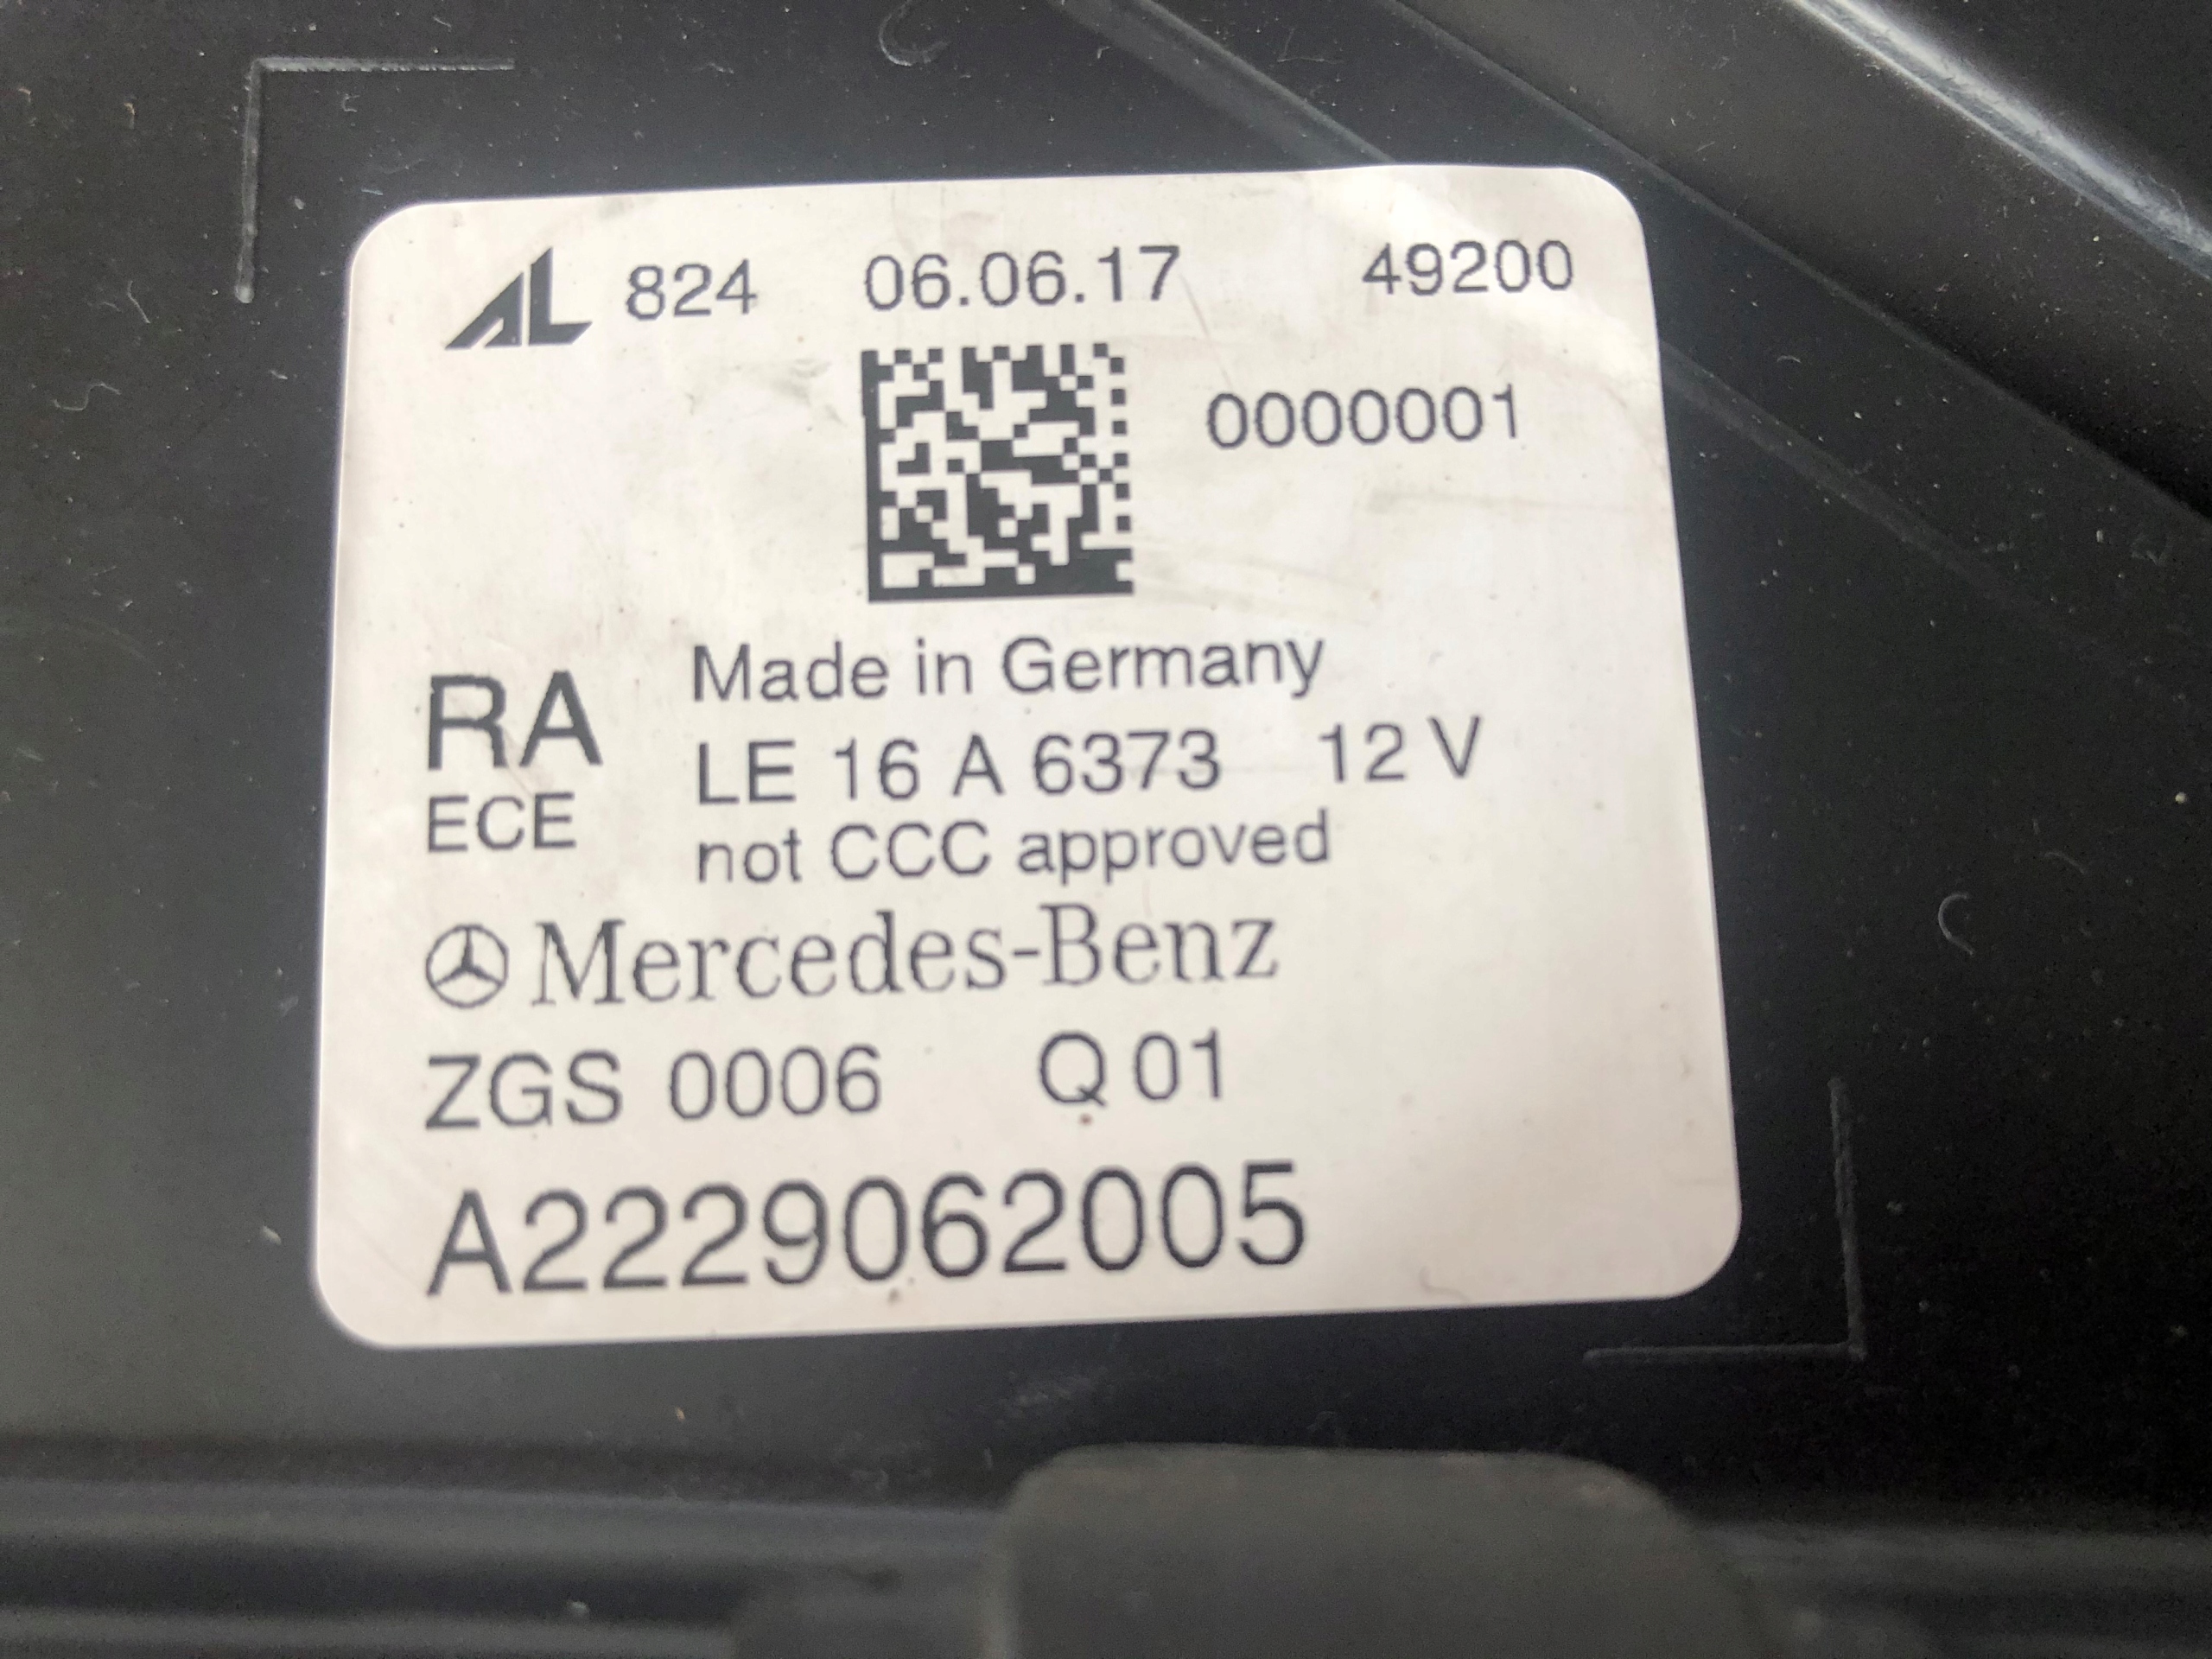 AL 824 06.06.17 49200
0000001
Made in Germany
RA
LE 16 A 6373 12 V
ECE
not CCC approved
Mercedes-Benz
ZGS 0006 Q 01
A2229062005